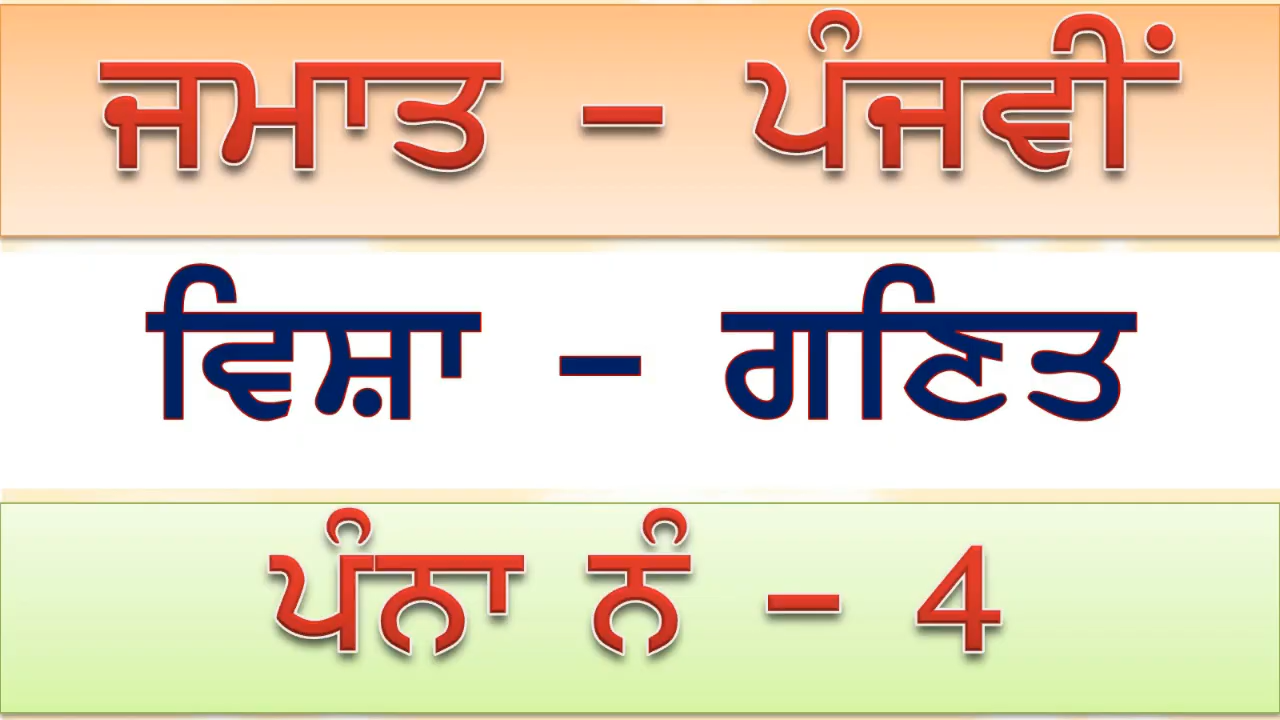 ਜਮਾਤ – ਪੰਜਵੀਂ
ਵਿਸ਼ਾ – ਗਣਿਤ
ਪੰਨਾ ਨੰ – 4